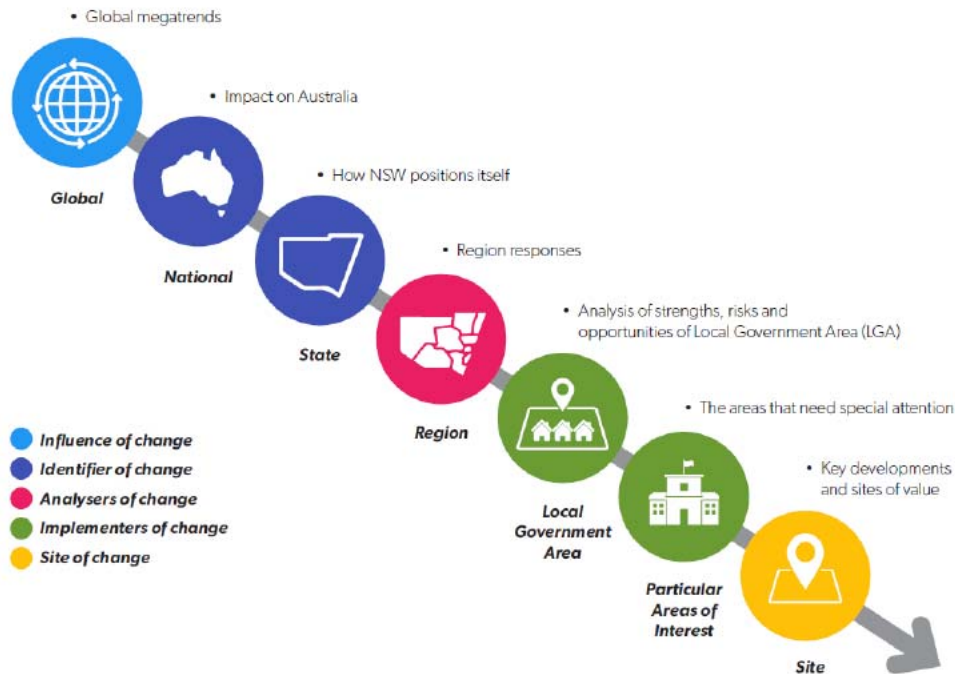 • Global megatrends
Global
• Impact on Australia
National
• How NSW positions itself
State
• Region responses
Region
• Analysis of strengths, risks and
opportunities of Local Government Area (LGA)
Local
Government
Area
• The areas that need special attention
Particular
Areas of
Interest
• Key developments
and sites of value
Site
Influence of change
Identifier of change
Analysers of change
Implementers of change
Site of change